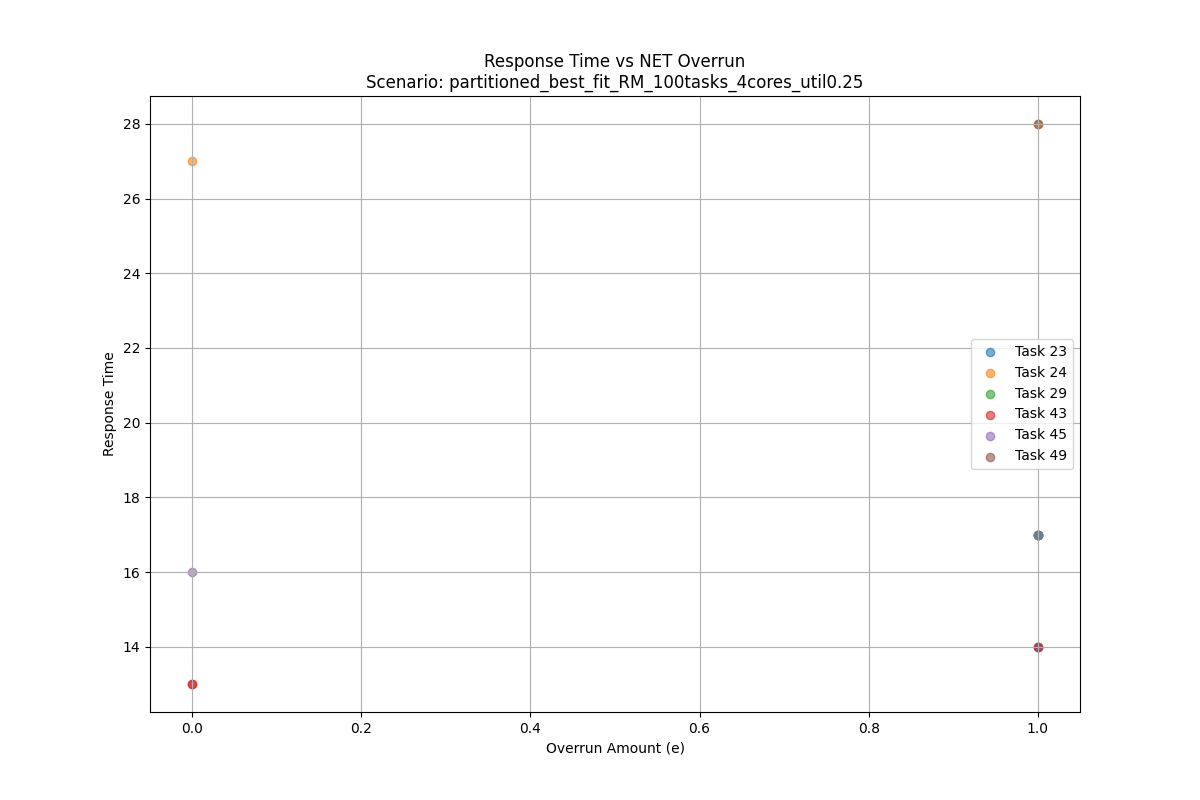 Response Time vs NET Overrun
Scenario: partitioned_best_fit_RM_100tasks_4cores_util0.25
28
26
24
22
20
18
16
14
Response Time
Task 23
Task 24
Task 29
Task 43
Task 45
Task 49
0.0 0.2 0.4 0.6 0.8 1.0
Overrun Amount (e)